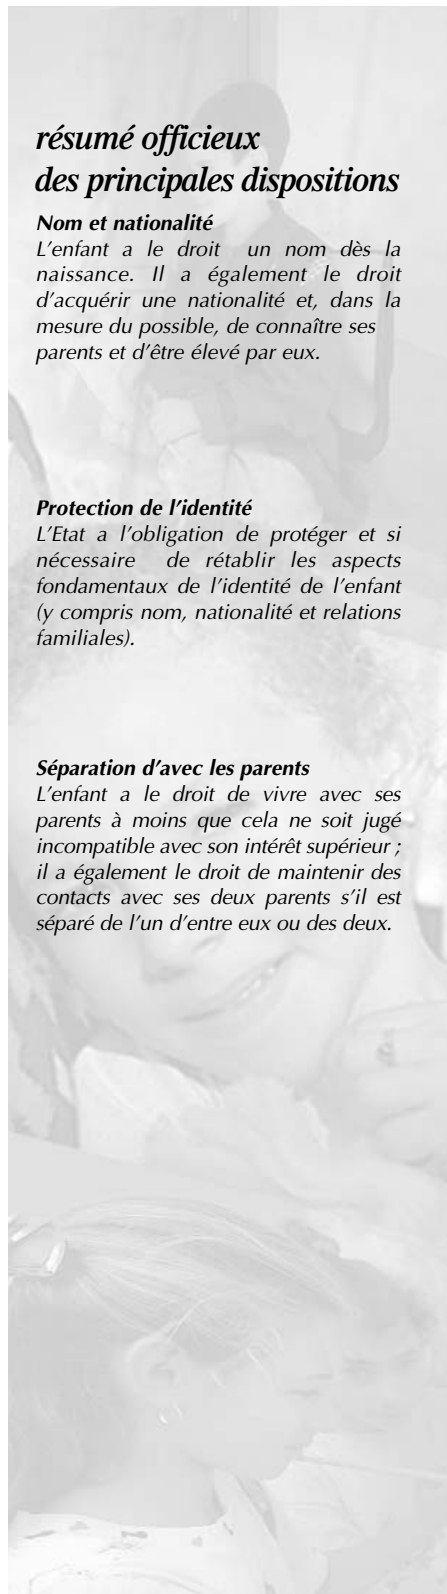 résumé officieux
des principales dispositions
Nom et nationalité
L’enfant a le droit un nom dès la
naissance. Il a également le droit
d’acquérir une nationalité et, dans la
mesure du possible, de connaître ses
parents et d’être élevé par eux.
Protection de l’identité
L’Etat a l’obligation de protéger et si
nécessaire de rétablir les aspects
fondamentaux de l’identité de l’enfant
(y compris nom, nationalité et relations
familiales).
Séparation d’avec les parents
L’enfant a le droit de vivre avec ses
parents à moins que cela ne soit jugé
incompatible avec son intérêt supérieur ;
il a également le droit de maintenir des
contacts avec ses deux parents s’il est
séparé de l’un d’entre eux ou des deux.